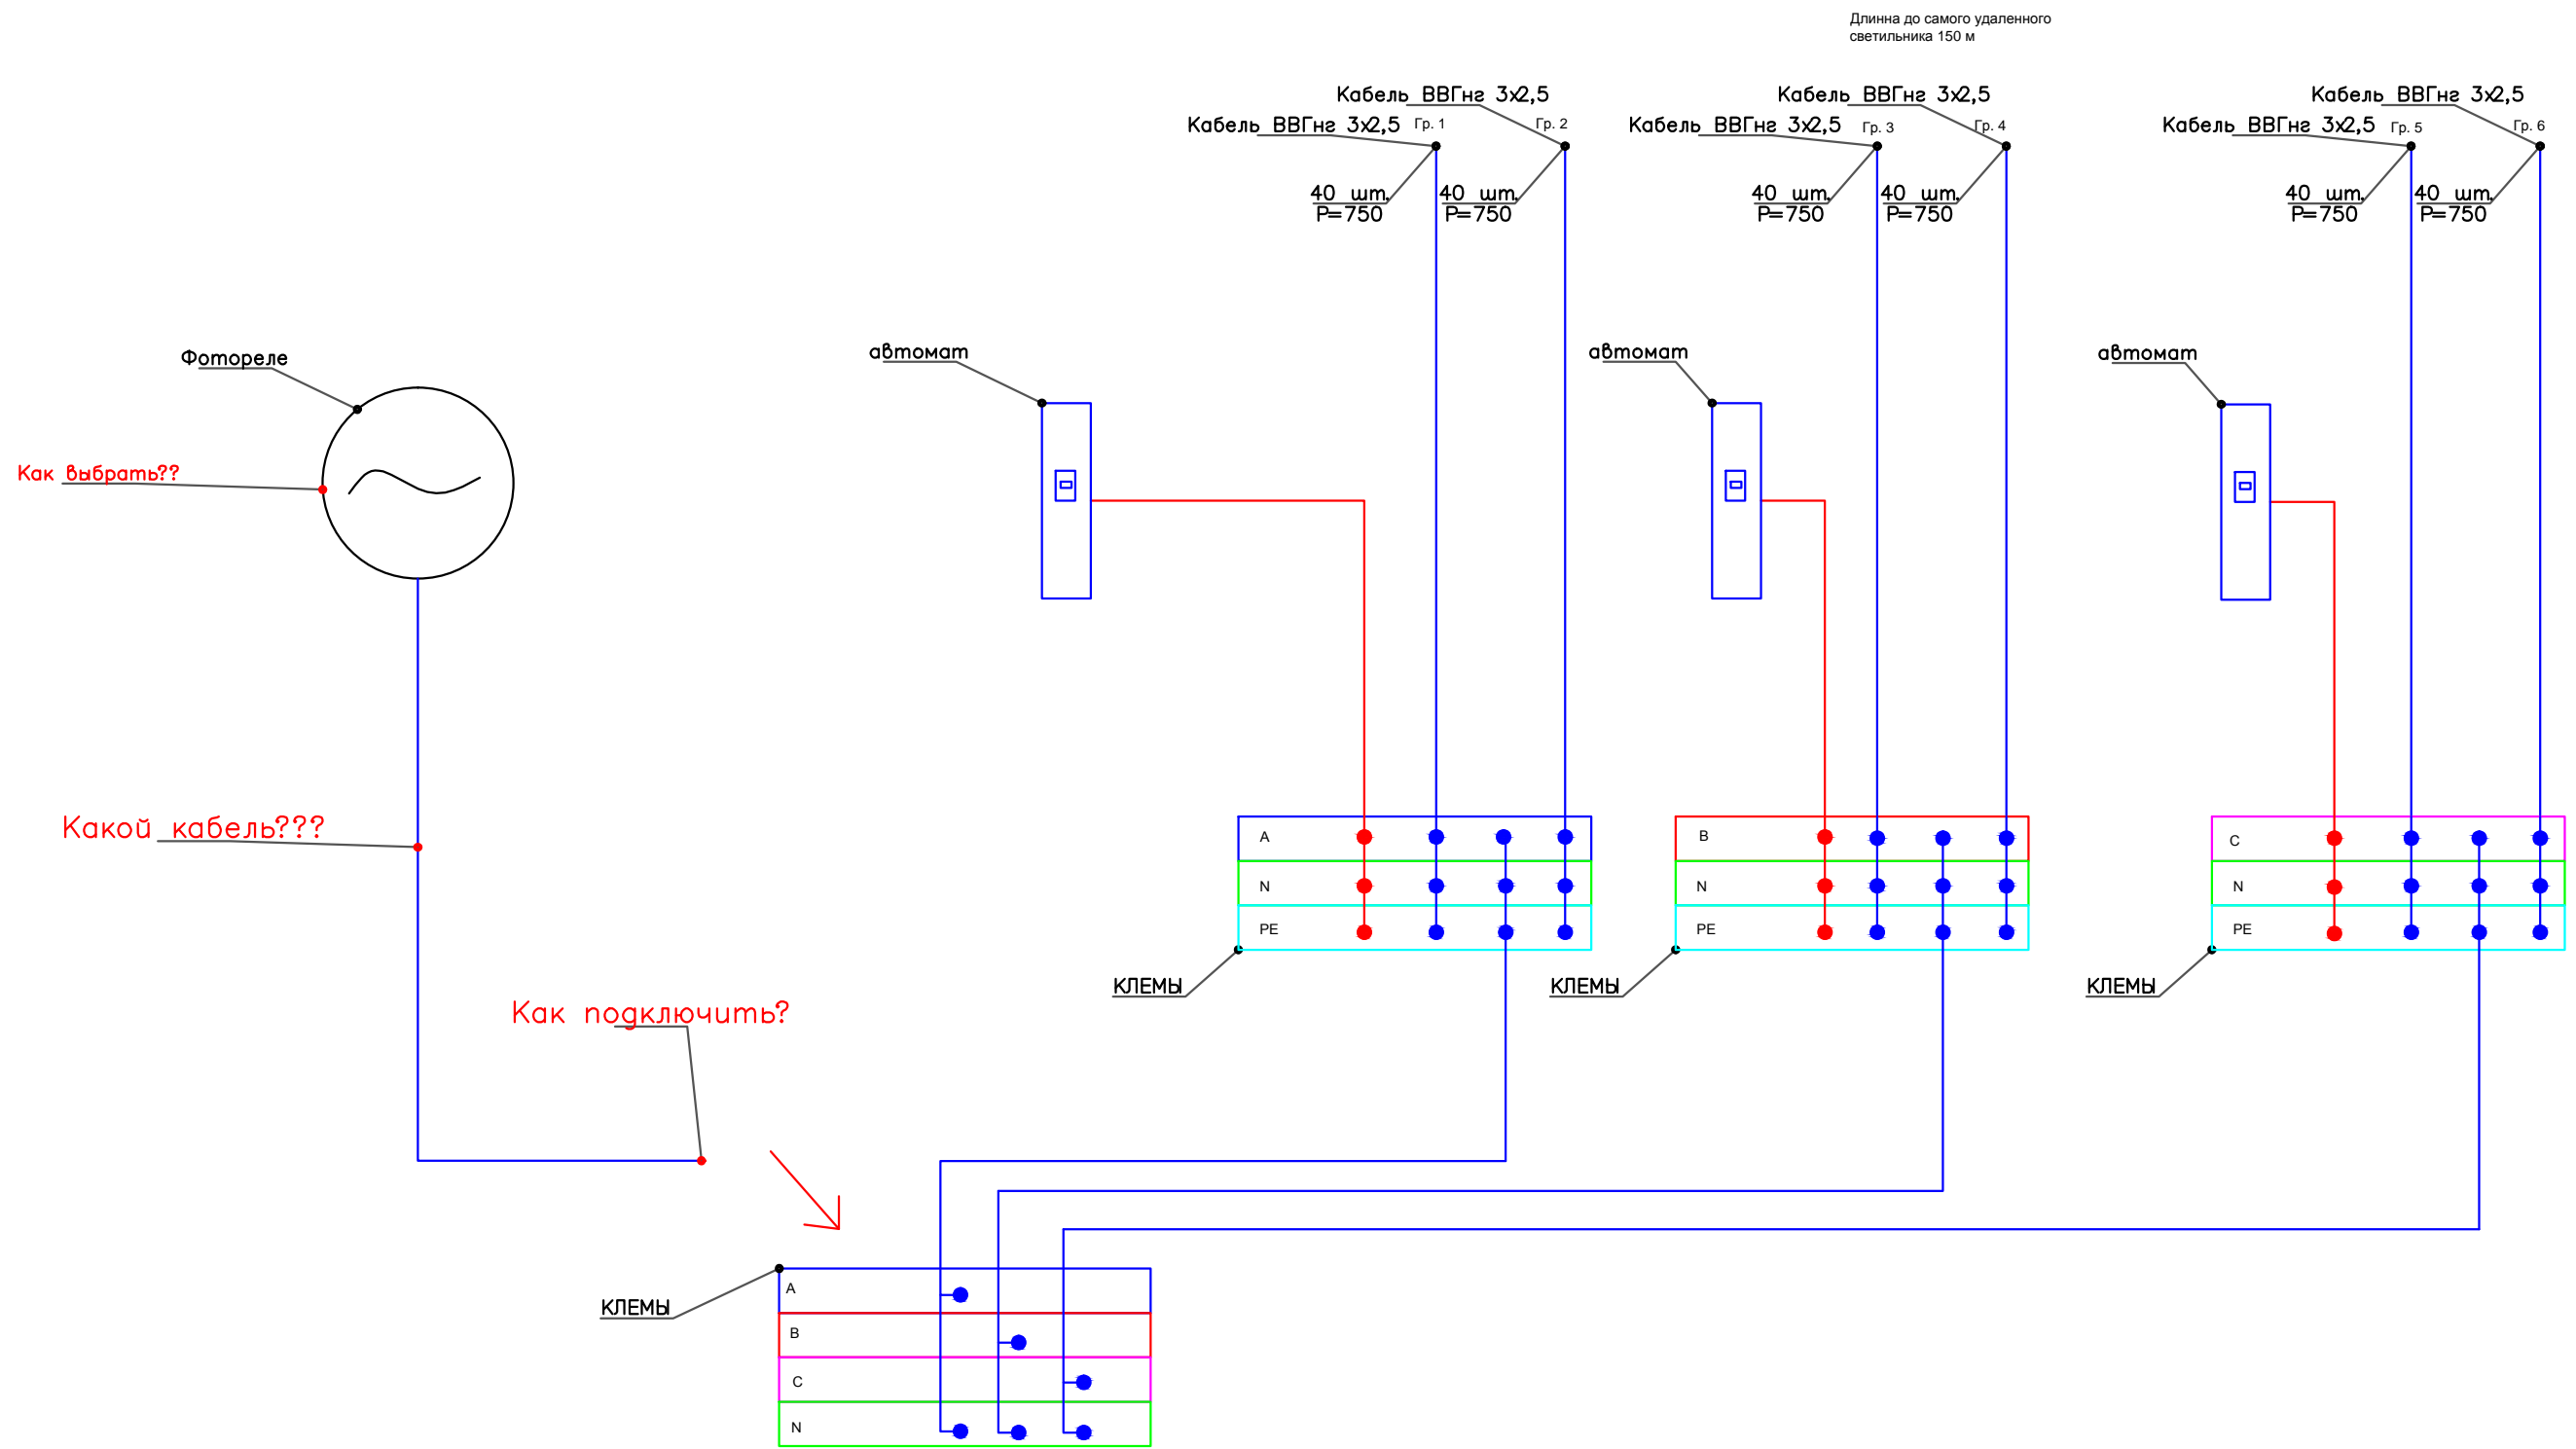 Длинна до самого удаленного
светильника 150 м
Кабель ВВГнг 3х2,5
Кабель ВВГнг 3х2,5
Кабель ВВГнг 3х2,5
Кабель ВВГнг 3х2,5 Гр. 1
Гр. 2
Кабель ВВГнг 3х2,5 Гр. 3
Гр. 4
Кабель ВВГнг 3х2,5 Гр. 5
Гр. 6
40 шт.
P=750
40 шт.
P=750
40 шт.
P=750
40 шт.
P=750
40 шт.
P=750
40 шт.
P=750
Фотореле
автомат
автомат
автомат
Как выбрать??
Какой кабель???
A
N
PE
B
N
PE
C
N
PE
КЛЕМЫ
КЛЕМЫ
КЛЕМЫ
Как подключить?
КЛЕМЫ
A
B
C
N